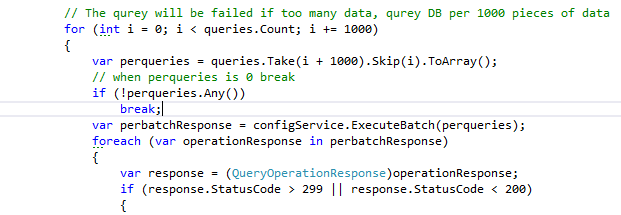 // The qurey will be failed if too many data, qurey DB per 1000 pieces of data
for (int i = 0; i < queries.Count; i += 1000)
{
var perqueries = queries.Take(i + 1000).Skip(i).ToArray();
// when perqueries is 0 break
if (!perqueries.Any())
break;
var perbatchResponse = configService.ExecuteBatch(perqueries);
foreach (var operationResponse in perbatchResponse)
{
var response = (QueryOperationResponse)operationResponse;
if (response.StatusCode > 299 || response.StatusCode < 200)
{